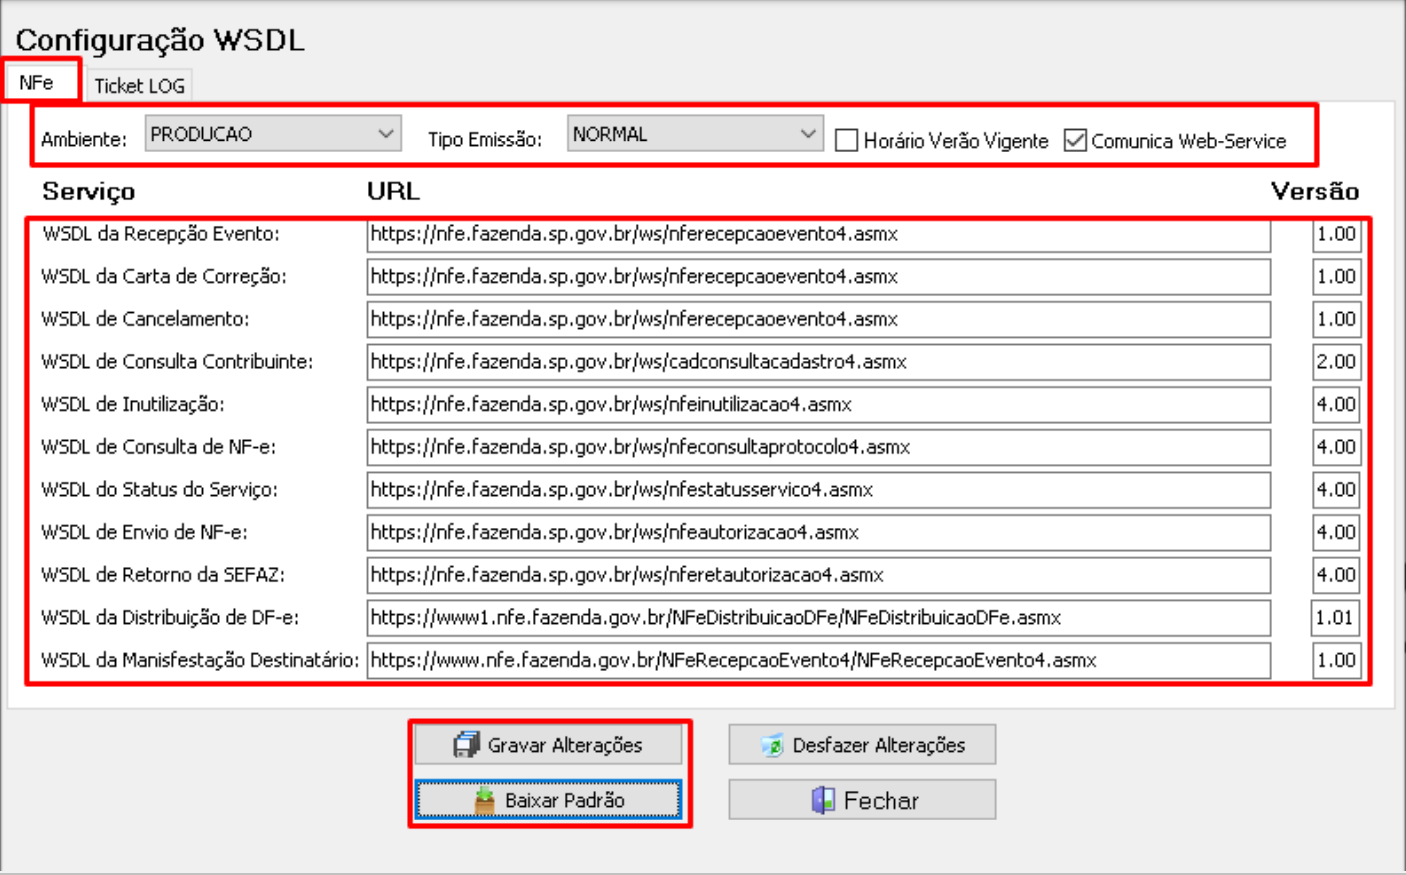 Configuração WSDL
NFe Ticket LOG
Ambiente: PRODUCAO Tipo Emissão: NORMAL Horário Verão Vigente Comunica Web-Service
Serviço URL Versão
WSDL da Recepção Evento: https://nfe.fazenda.sp.gov.br/ws/nferecepcaoevento4.asmx 1.00
WSDL da Carta de Correção: https://nfe.fazenda.sp.gov.br/ws/nferecepcaoevento4.asmx 1.00
WSDL de Cancelamento: https://nfe.fazenda.sp.gov.br/ws/nferecepcaoevento4.asmx 1.00
WSDL de Consulta Contribuinte: https://nfe.fazenda.sp.gov.br/ws/cadconsultacadastro4.asmx 2.00
WSDL de Inutilização: https://nfe.fazenda.sp.gov.br/ws/nfeinutilizacao4.asmx 4.00
WSDL de Consulta de NF-e: https://nfe.fazenda.sp.gov.br/ws/nfeconsultaprotocolo4.asmx 4.00
WSDL do Status do Serviço: https://nfe.fazenda.sp.gov.br/ws/nfestatusservico4.asmx 4.00
WSDL de Envio de NF-e: https://nfe.fazenda.sp.gov.br/ws/nfeautorizacao4.asmx 4.00
WSDL de Retorno da SEFAZ: https://nfe.fazenda.sp.gov.br/ws/nferetautorizacao4.asmx 4.00
WSDL da Distribuição de DF-e: https://www1.nfe.fazenda.gov.br/NFeDistribuicaoDFe/NFeDistribuicaoDFe.asmx 1.01
WSDL da Manisfestação Destinatário: https://www.nfe.fazenda.gov.br/NFeRecepcaoEvento4/NFeRecepcaoEvento4.asmx 1.00
Gravar Alterações Desfazer Alterações
Baixar Padrão Fechar